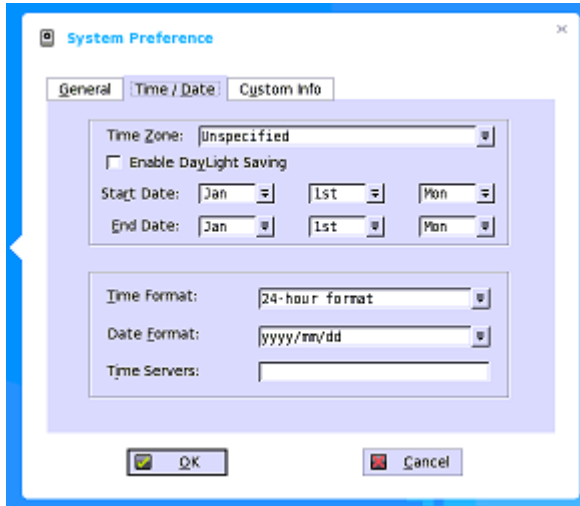 System Preference
General Time / Date Custom Info
Time Zone: Unspecified
Enable DayLight Saving
Start Date: Jan 1st Mon
End Date: Jan 1st Mon
Time Format: 24-hour format
Date Format: yyyy/mm/dd
Time Servers:
OK Cancel